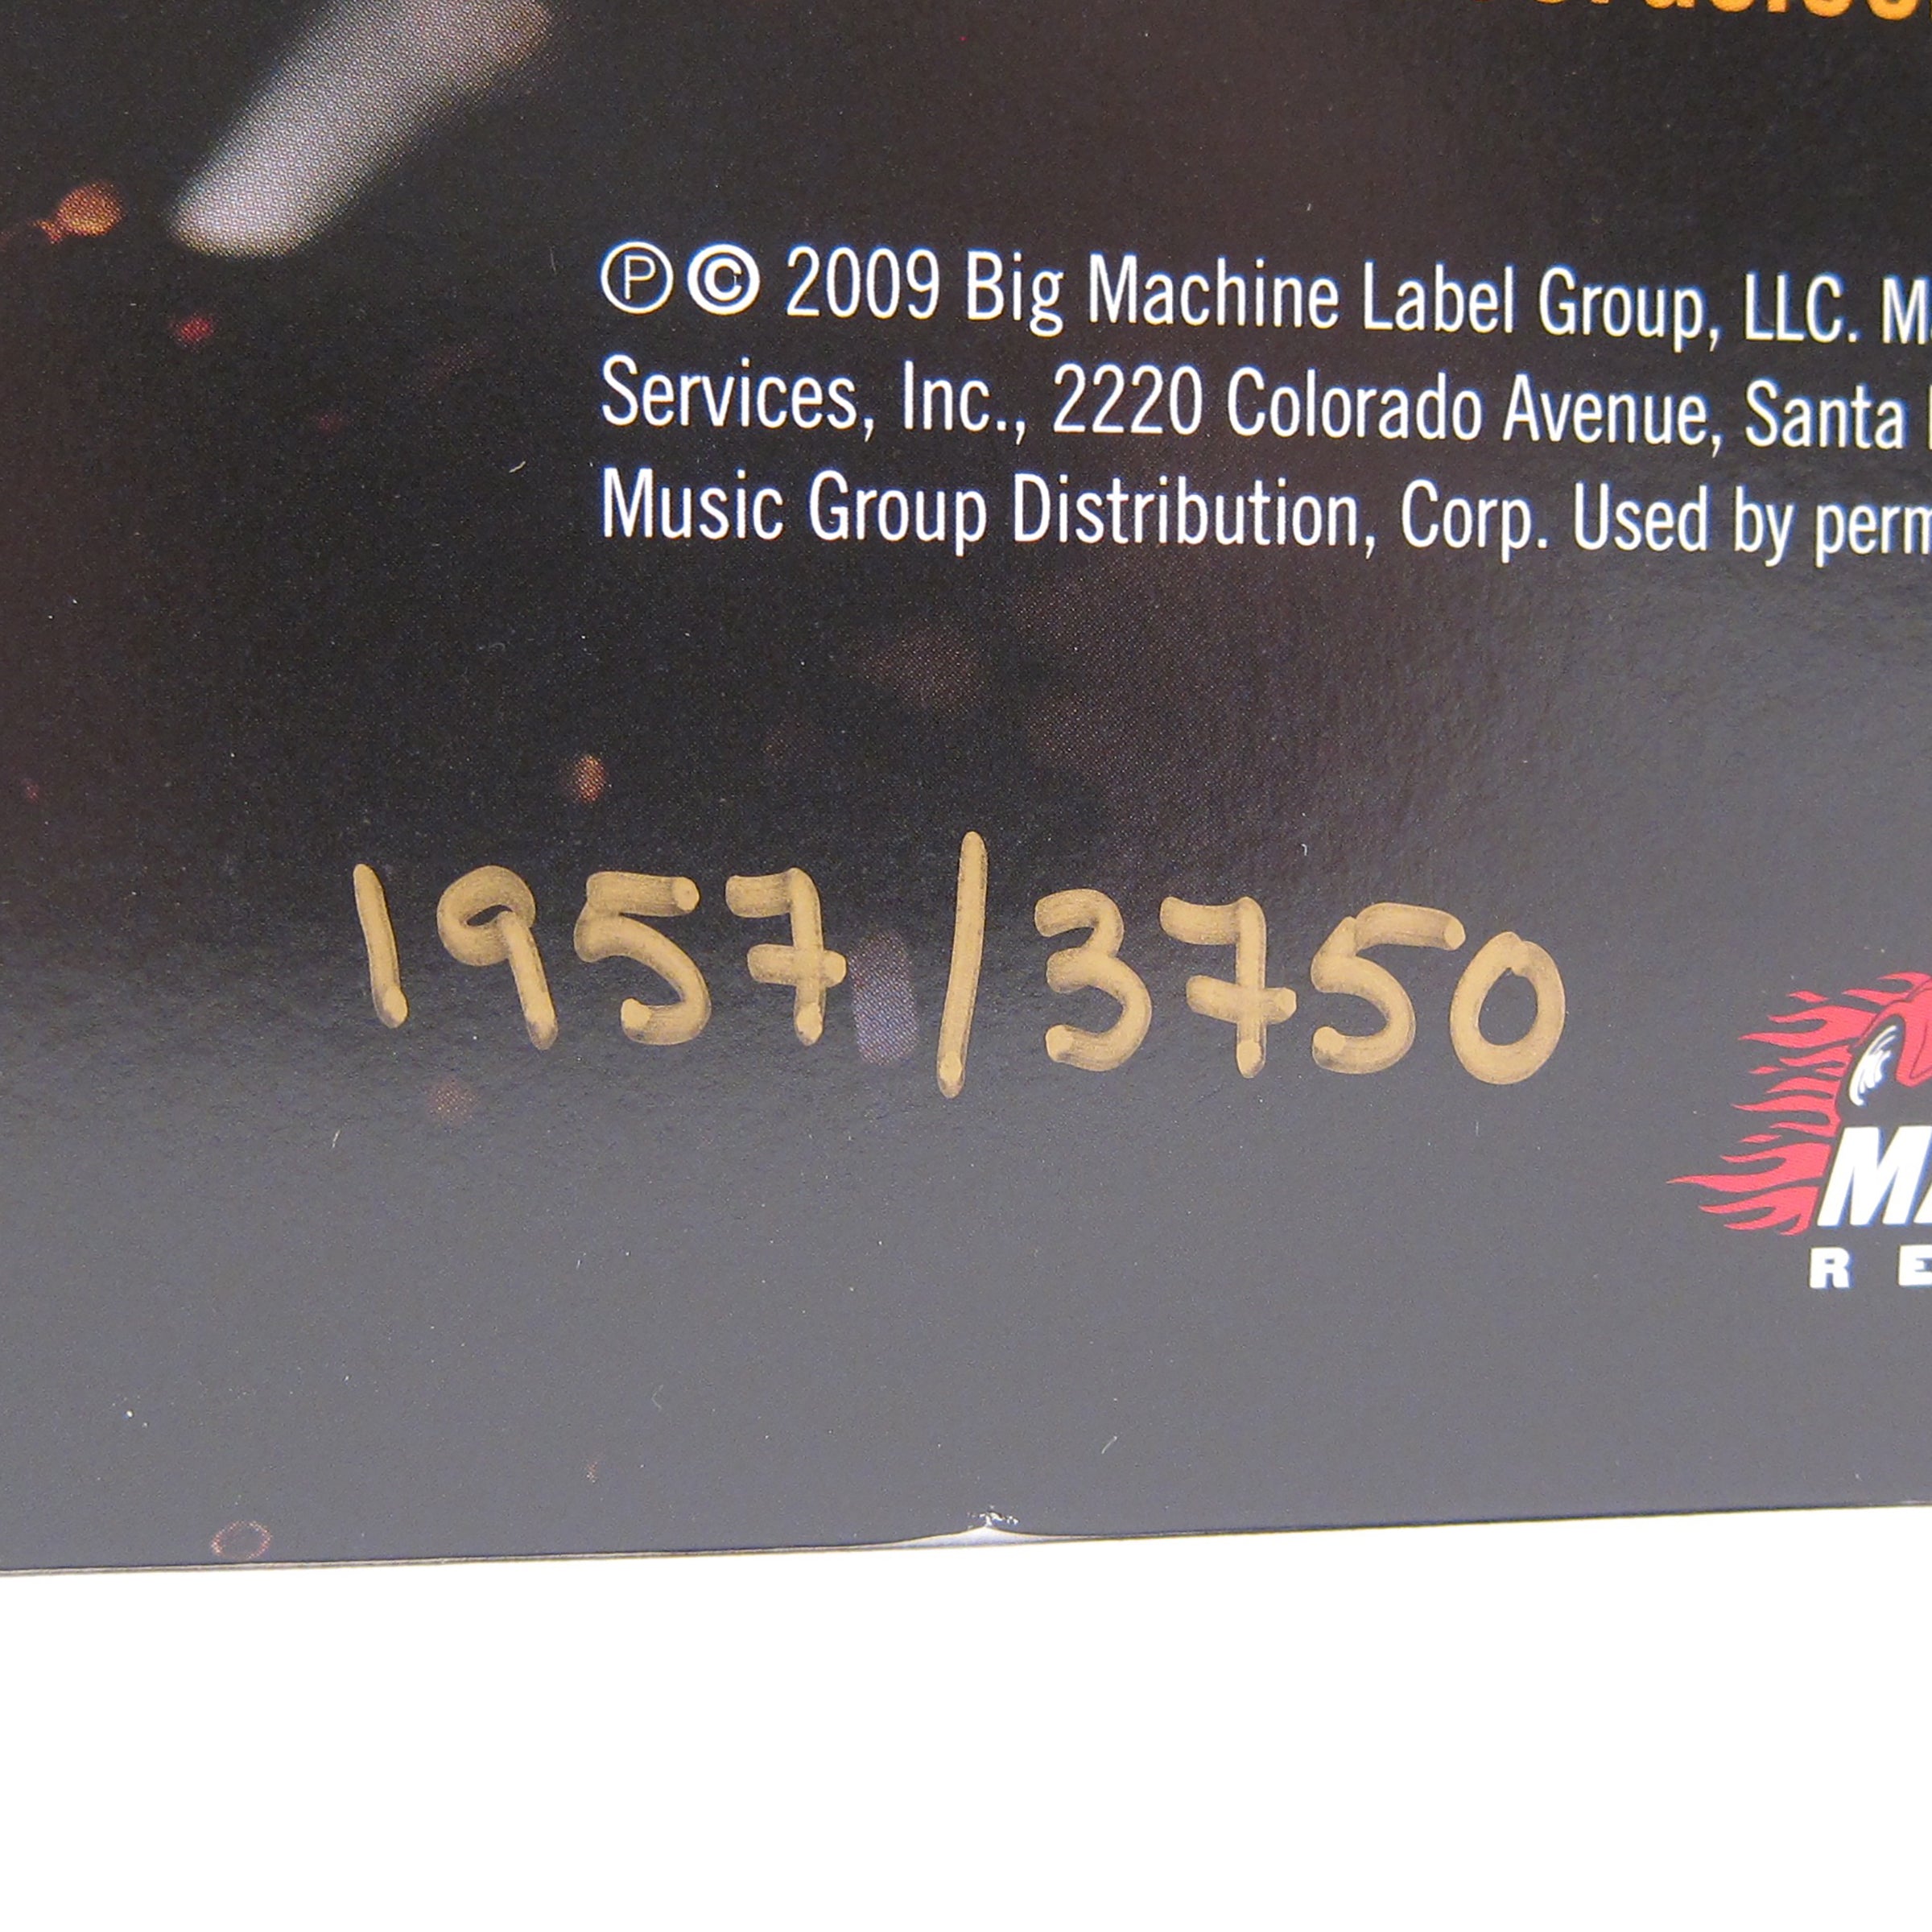 Ⓟ © 2009 Big Machine Label Group, LLC.
Services, Inc., 2220 Colorado Avenue, Santa
Music Group Distribution, Corp. Used by
1957/3750